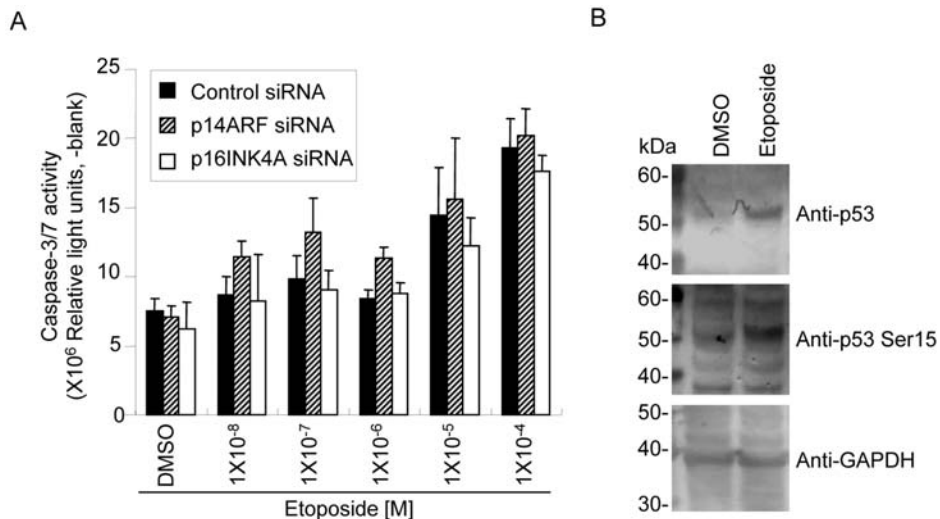 A
Caspase-3/7 activity
(X10⁶ Relative light units, -blank)
25
20
15
10
5
0
Control siRNA
p14ARF siRNA
p16INK4A siRNA
DMSO
1X10⁻⁸
1X10⁻⁷
1X10⁻⁶
1X10⁻⁵
1X10⁻⁴
Etoposide [M]
B
DMSO
Etoposide
kDa
60-
50-
40-
Anti-p53
60-
50-
40-
Anti-p53 Ser15
50-
40-
30-
Anti-GAPDH